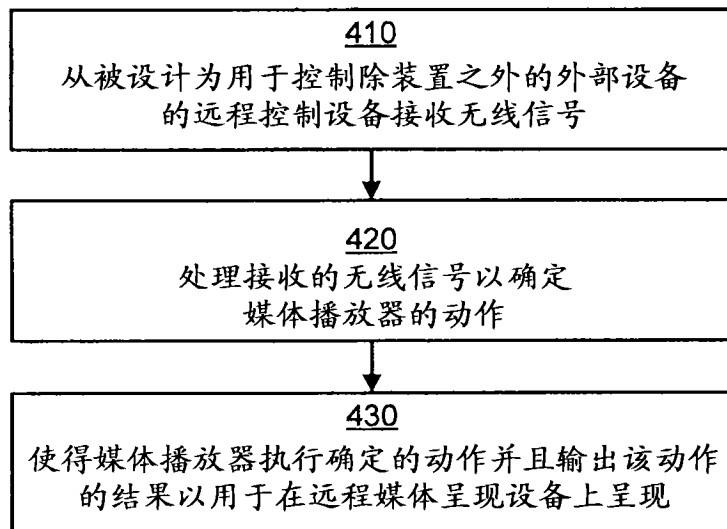 410
从被设计为用于控制除装置之外的外部设备
的远程控制设备接收无线信号
420
处理接收的无线信号以确定
媒体播放器的动作
430
使得媒体播放器执行确定的动作并且输出该动作
的结果以用于在远程媒体呈现设备上呈现